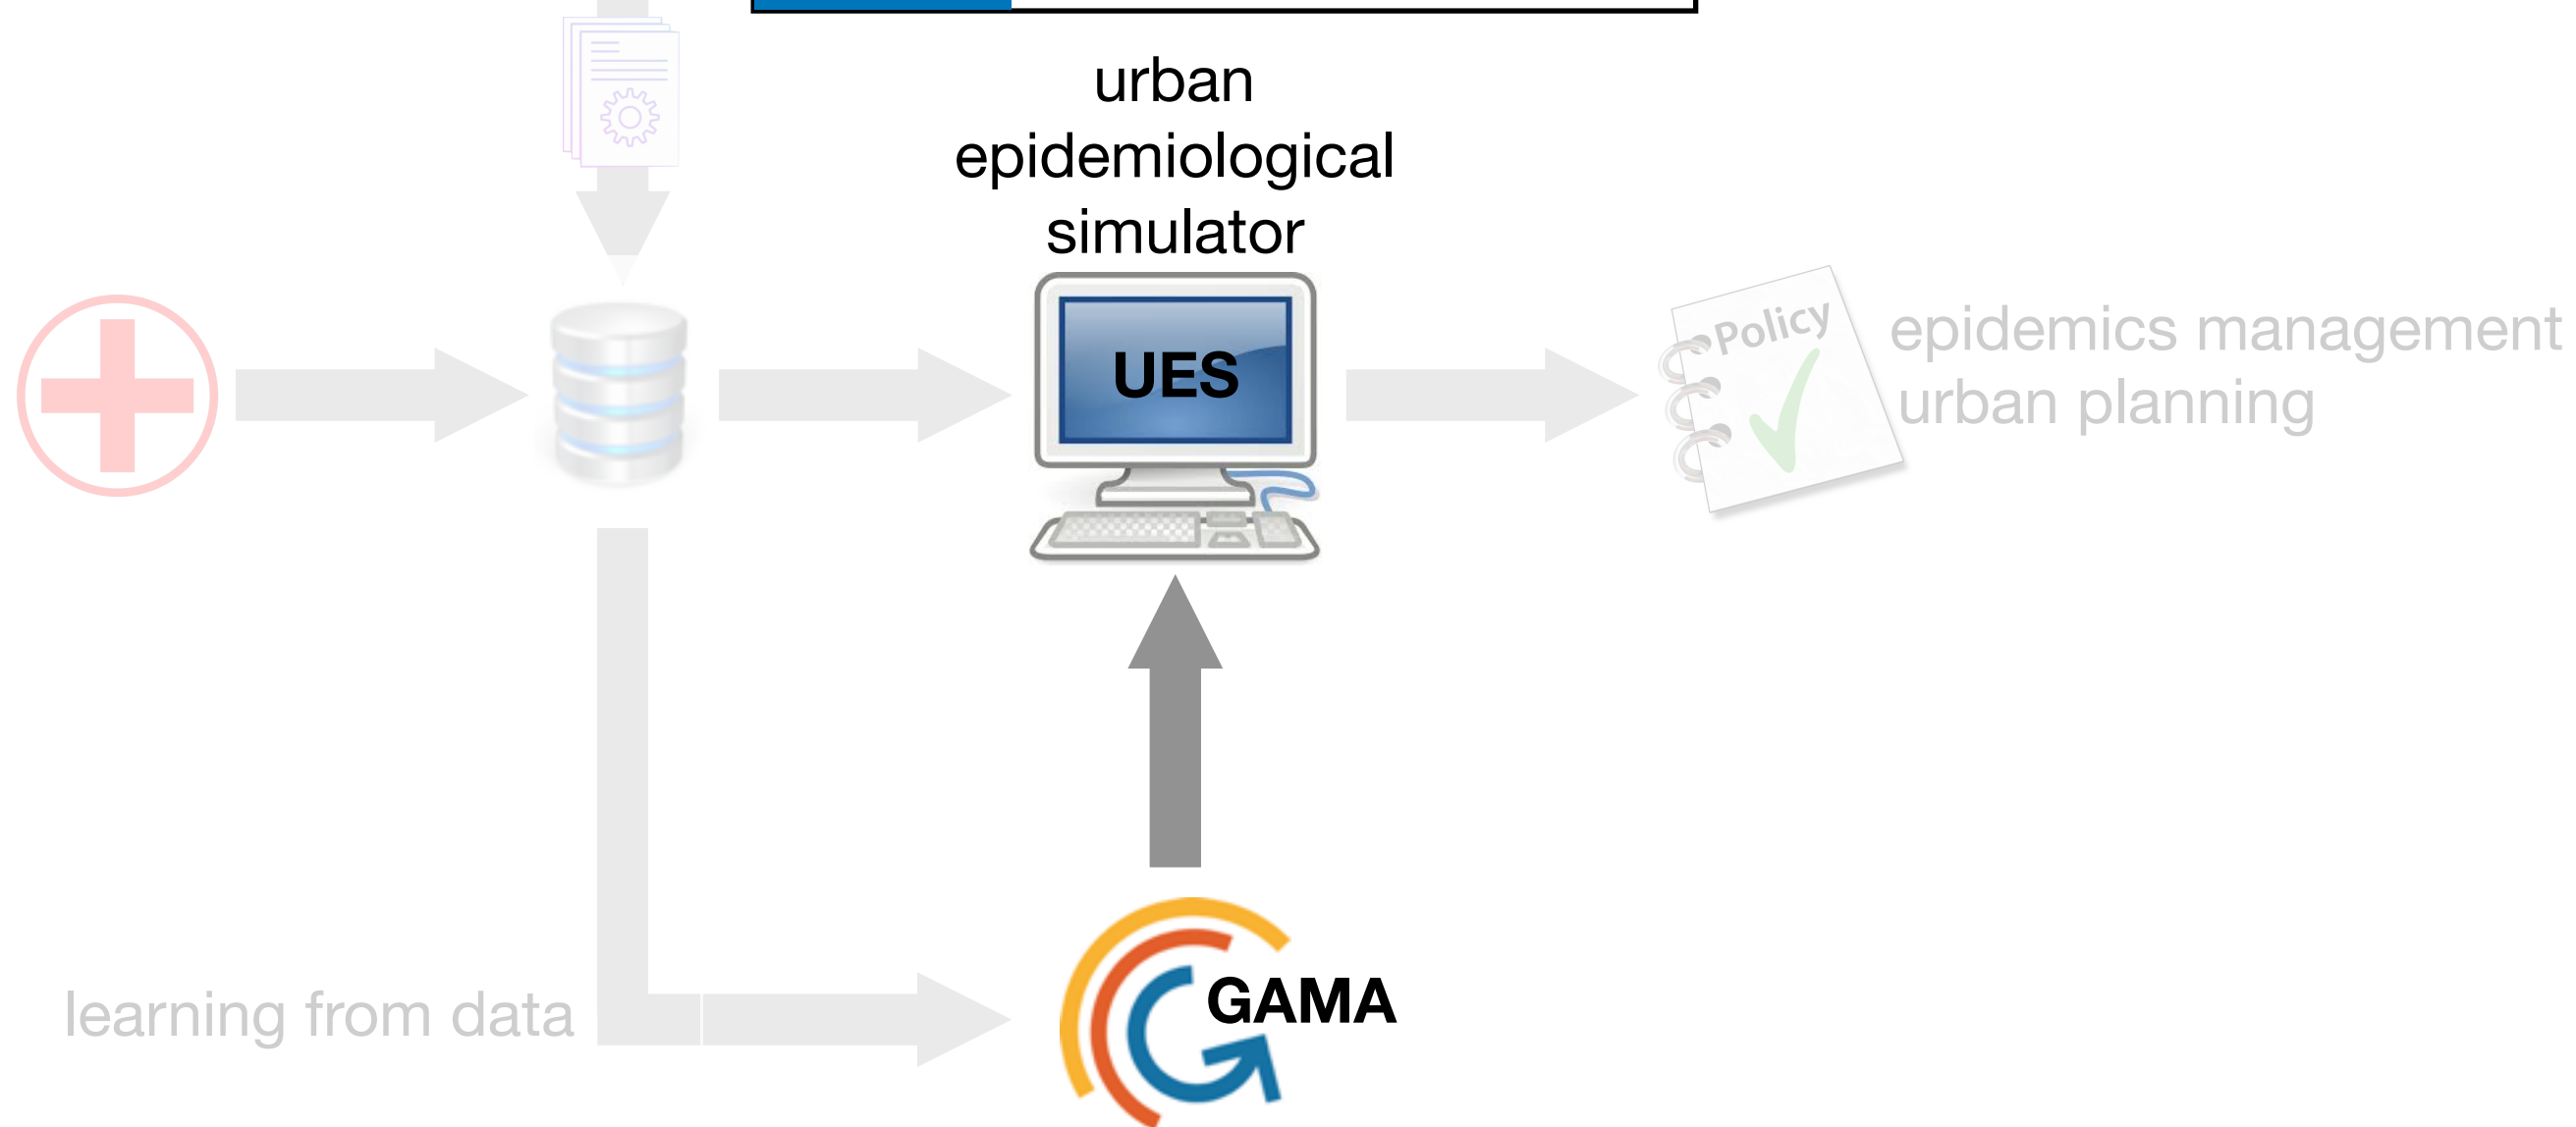 urban
epidemiological
simulator
UES
Policy
epidemics management
urban planning
learning from data
GAMA